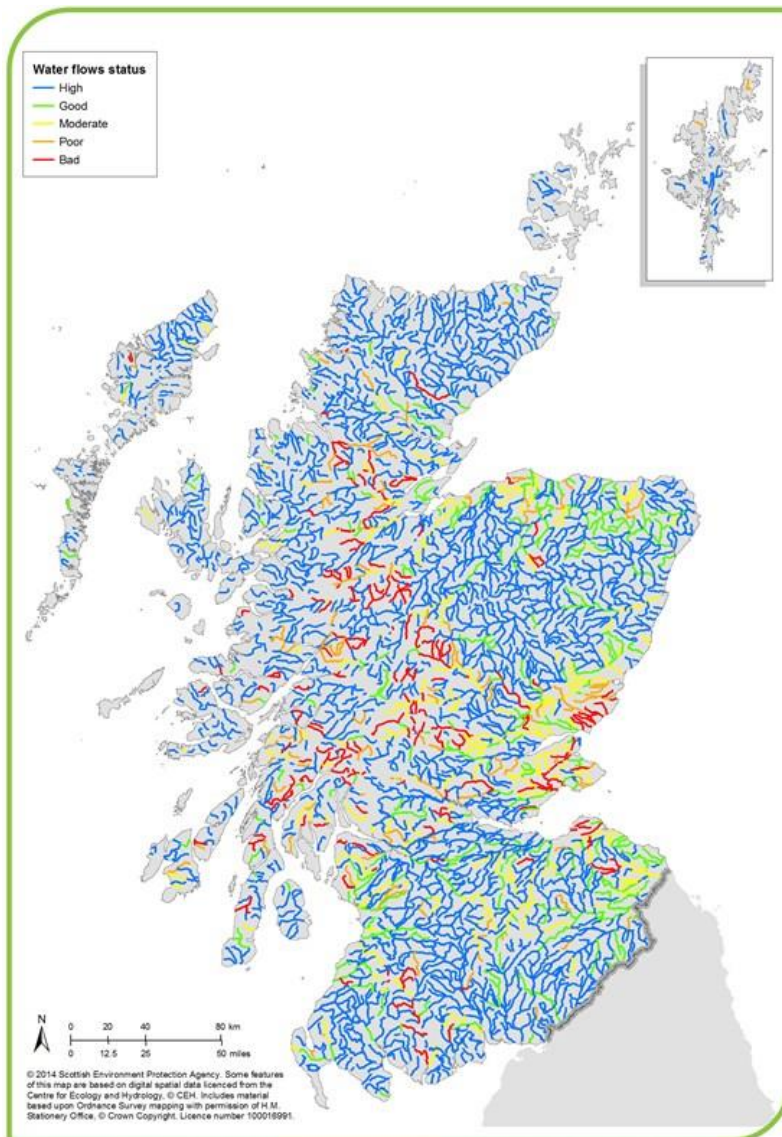 Water flows status
High
Good
Moderate
Poor
Bad
N
0 20 40 80 km
0 12.5 25 50 miles
© 2014 Scottish Environment Protection Agency. Some features
of this map are based on digital spatial data licenced from the
Centre for Ecology and Hydrology, © CEH. Includes material
based upon Ordnance Survey mapping with permission of H.M.
Stationery Office, © Crown Copyright. Licence number 100016991.